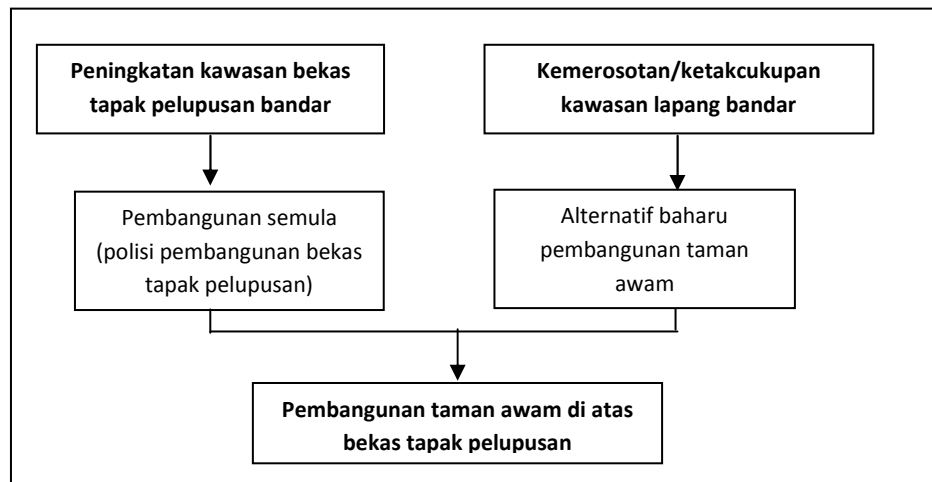 Peningkatan kawasan bekas
tapak pelupusan bandar
Kemerosotan/ketakcukupan
kawasan lapang bandar
Pembangunan semula
(polisi pembangunan bekas
tapak pelupusan)
Alternatif baharu
pembangunan taman
awam
Pembangunan taman awam di atas
bekas tapak pelupusan